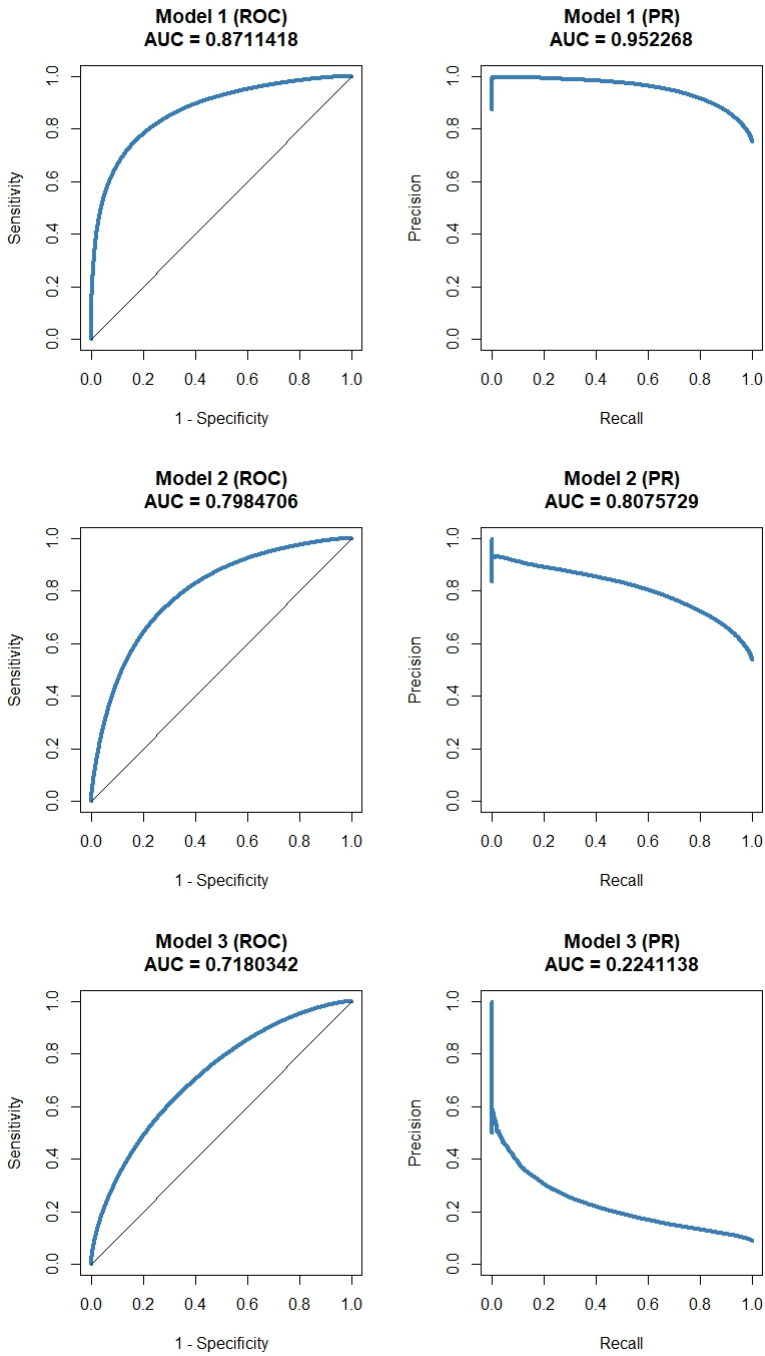 Model 1 (ROC)
AUC = 0.8711418
Sensitivity
0.0 0.2 0.4 0.6 0.8 1.0
0.0 0.2 0.4 0.6 0.8 1.0
1 - Specificity
Model 1 (PR)
AUC = 0.952268
Precision
0.0 0.2 0.4 0.6 0.8 1.0
0.0 0.2 0.4 0.6 0.8 1.0
Recall
Model 2 (ROC)
AUC = 0.7984706
Sensitivity
0.0 0.2 0.4 0.6 0.8 1.0
0.0 0.2 0.4 0.6 0.8 1.0
1 - Specificity
Model 2 (PR)
AUC = 0.8075729
Precision
0.0 0.2 0.4 0.6 0.8 1.0
0.0 0.2 0.4 0.6 0.8 1.0
Recall
Model 3 (ROC)
AUC = 0.7180342
Sensitivity
0.0 0.2 0.4 0.6 0.8 1.0
0.0 0.2 0.4 0.6 0.8 1.0
1 - Specificity
Model 3 (PR)
AUC = 0.2241138
Precision
0.0 0.2 0.4 0.6 0.8 1.0
0.0 0.2 0.4 0.6 0.8 1.0
Recall